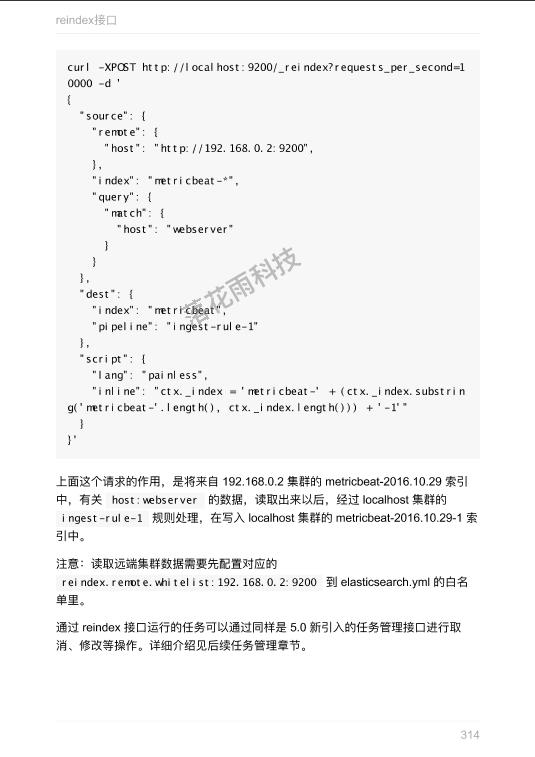 reindex接口
curl -XPOST http://localhost:9200/_reindex?requests_per_second=1
0000 -d '
{
  "source": {
    "remote": {
      "host": "http://192.168.0.2:9200",
    },
    "index": "metricbeat-*",
    "query": {
      "match": {
        "host": "webserver"
      }
    }
  },
  "dest": {
    "index": "metricbeat",
    "pipeline": "ingest-rule-1"
  },
  "script": {
    "lang": "painless",
    "inline": "ctx._index = 'metricbeat-' + (ctx._index.substrin
g('metricbeat-'.length(), ctx._index.length())) + '-1'"
  }
}'
落花雨科技
上面这个请求的作用，是将来自 192.168.0.2 集群的 metricbeat-2016.10.29 索引
中，有关 host:webserver 的数据，读取出来以后，经过 localhost 集群的
ingest-rule-1 规则处理，在写入 localhost 集群的 metricbeat-2016.10.29-1 索
引中。
注意：读取远端集群数据需要先配置对应的
reindex.remote.whitelist:192.168.0.2:9200 到 elasticsearch.yml 的白名
单里。
通过 reindex 接口运行的任务可以通过同样是 5.0 新引入的任务管理接口进行取
消、修改等操作。详细介绍见后续任务管理章节。
314